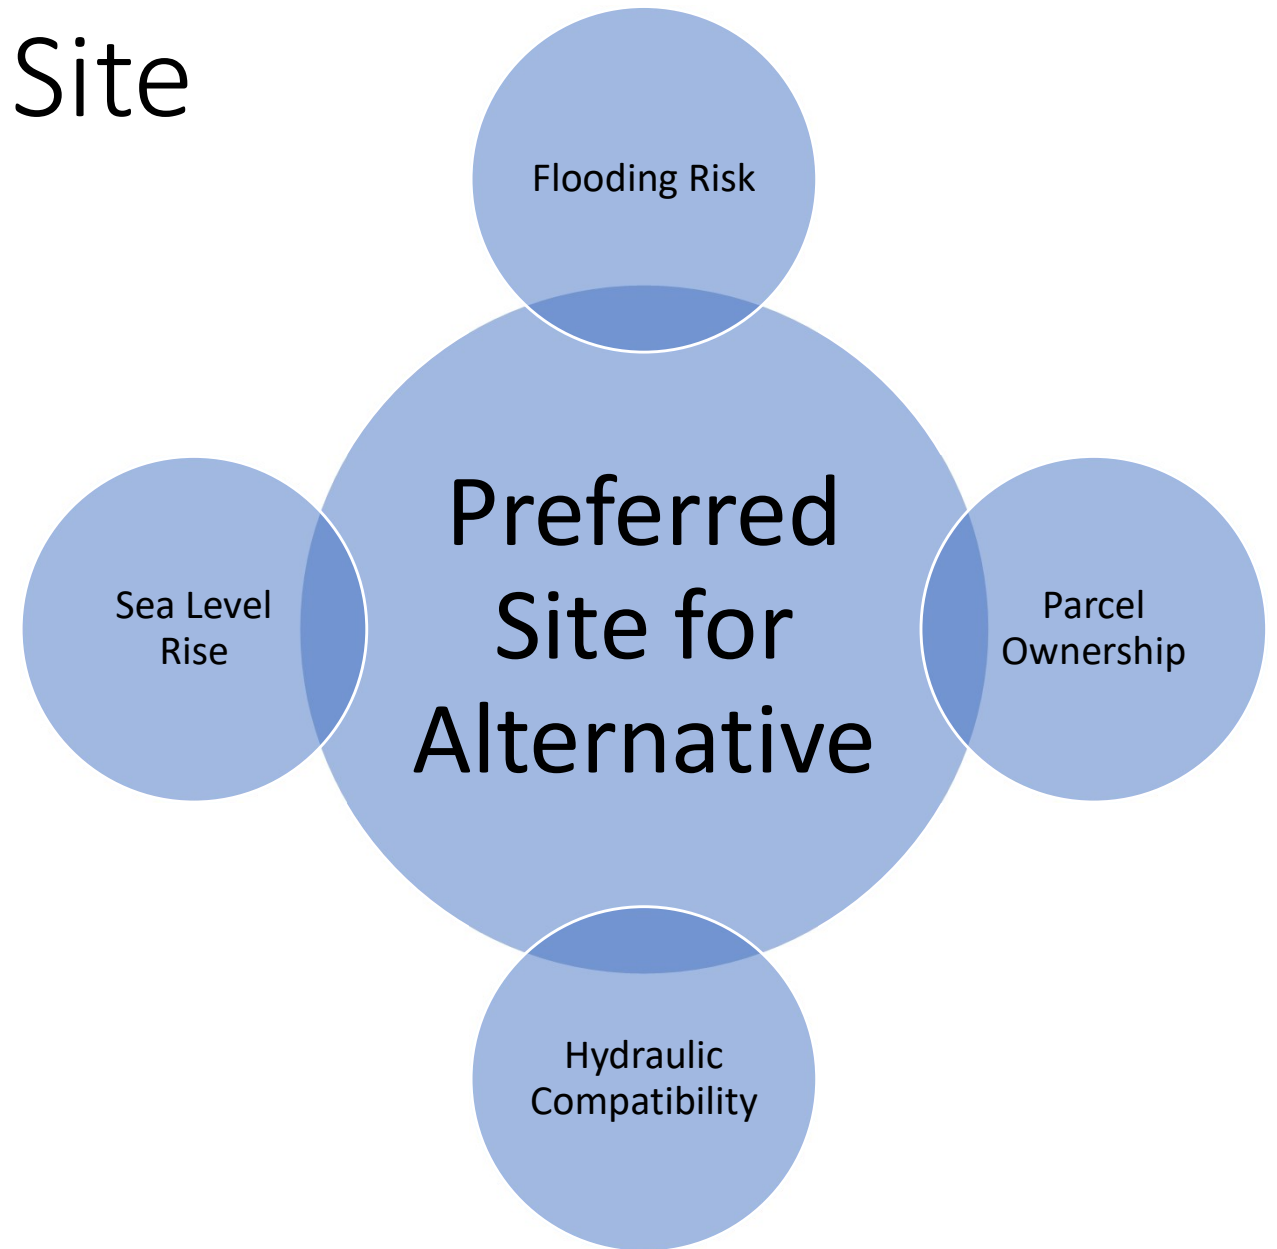 Site
Flooding Risk
Sea Level
Rise
Preferred
Site for
Alternative
Parcel
Ownership
Hydraulic
Compatibility